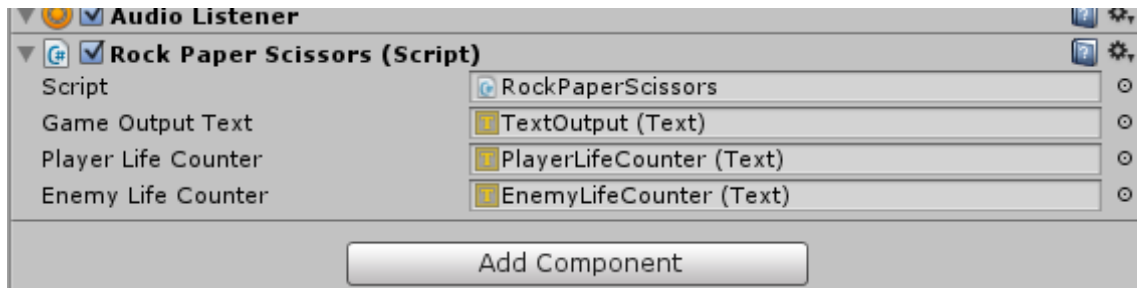 Audio Listener
Rock Paper Scissors (Script)
Script RockPaperScissors
Game Output Text TextOutput (Text)
Player Life Counter PlayerLifeCounter (Text)
Enemy Life Counter EnemyLifeCounter (Text)
Add Component